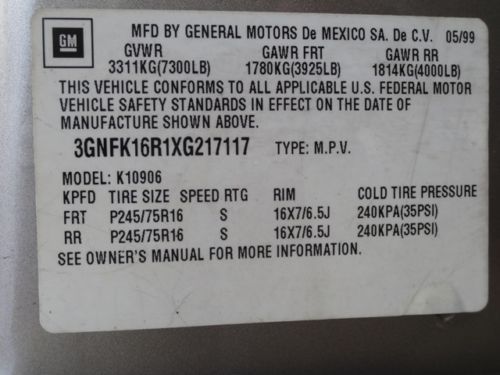 GM
MFD BY GENERAL MOTORS De MEXICO SA. De C.V. 05/99
GVWR GAWR FRT GAWR RR
3311KG(7300LB) 1780KG(3925LB) 1814KG(4000LB)
THIS VEHICLE CONFORMS TO ALL APPLICABLE U.S. FEDERAL MOTOR
VEHICLE SAFETY STANDARDS IN EFFECT ON THE DATE OF
MANUFACTURE SHOWN ABOVE.
3GNFK16R1XG217117 TYPE: M.P.V.
MODEL: K10906
KPFD TIRE SIZE SPEED RTG RIM COLD TIRE PRESSURE
FRT P245/75R16 S 16X7/6.5J 240KPA(35PSI)
RR P245/75R16 S 16X7/6.5J 240KPA(35PSI)
SEE OWNER'S MANUAL FOR MORE INFORMATION.